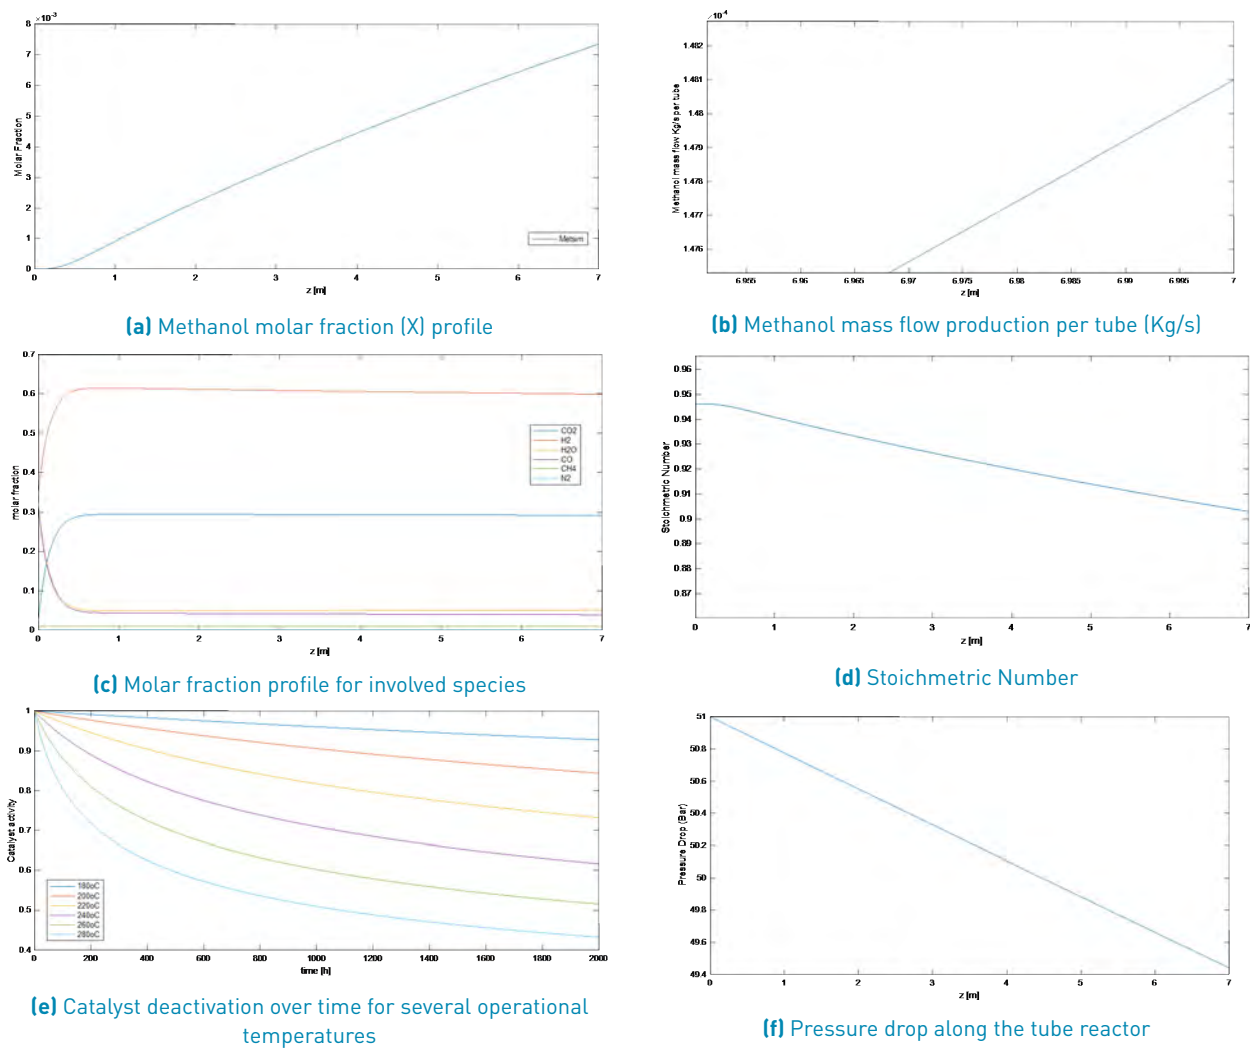 ×10⁻³
8
7
6
5
4
3
2
1
0
Molar Fraction
0 1 2 3 4 5 6 7
z [m]
(a) Methanol molar fraction (X) profile
×10⁻⁴
1.482
1.481
1.48
1.479
1.478
1.477
1.476
Methanol mass flow Kg/s per tube
6.955 6.96 6.965 6.97 6.975 6.98 6.985 6.99 6.995 7
z [m]
(b) Methanol mass flow production per tube (Kg/s)
0.7
0.6
0.5
0.4
0.3
0.2
0.1
0
molar fraction
CO2
H2
H2O
CO
CH4
N2
0 1 2 3 4 5 6 7
z [m]
(c) Molar fraction profile for involved species
0.96
0.95
0.94
0.93
0.92
0.91
0.9
0.89
0.88
0.87
Stoichmetric Number
0 1 2 3 4 5 6 7
z [m]
(d) Stoichmetric Number
1
0.9
0.8
0.7
0.6
0.5
0.4
Catalyst activity
180oC
200oC
220oC
240oC
260oC
280oC
0 200 400 600 800 1000 1200 1400 1600 1800 2000
time [h]
(e) Catalyst deactivation over time for several operational
temperatures
51
50.8
50.6
50.4
50.2
50
49.8
49.6
49.4
Pressure Drop (Bar)
0 1 2 3 4 5 6 7
z [m]
(f) Pressure drop along the tube reactor